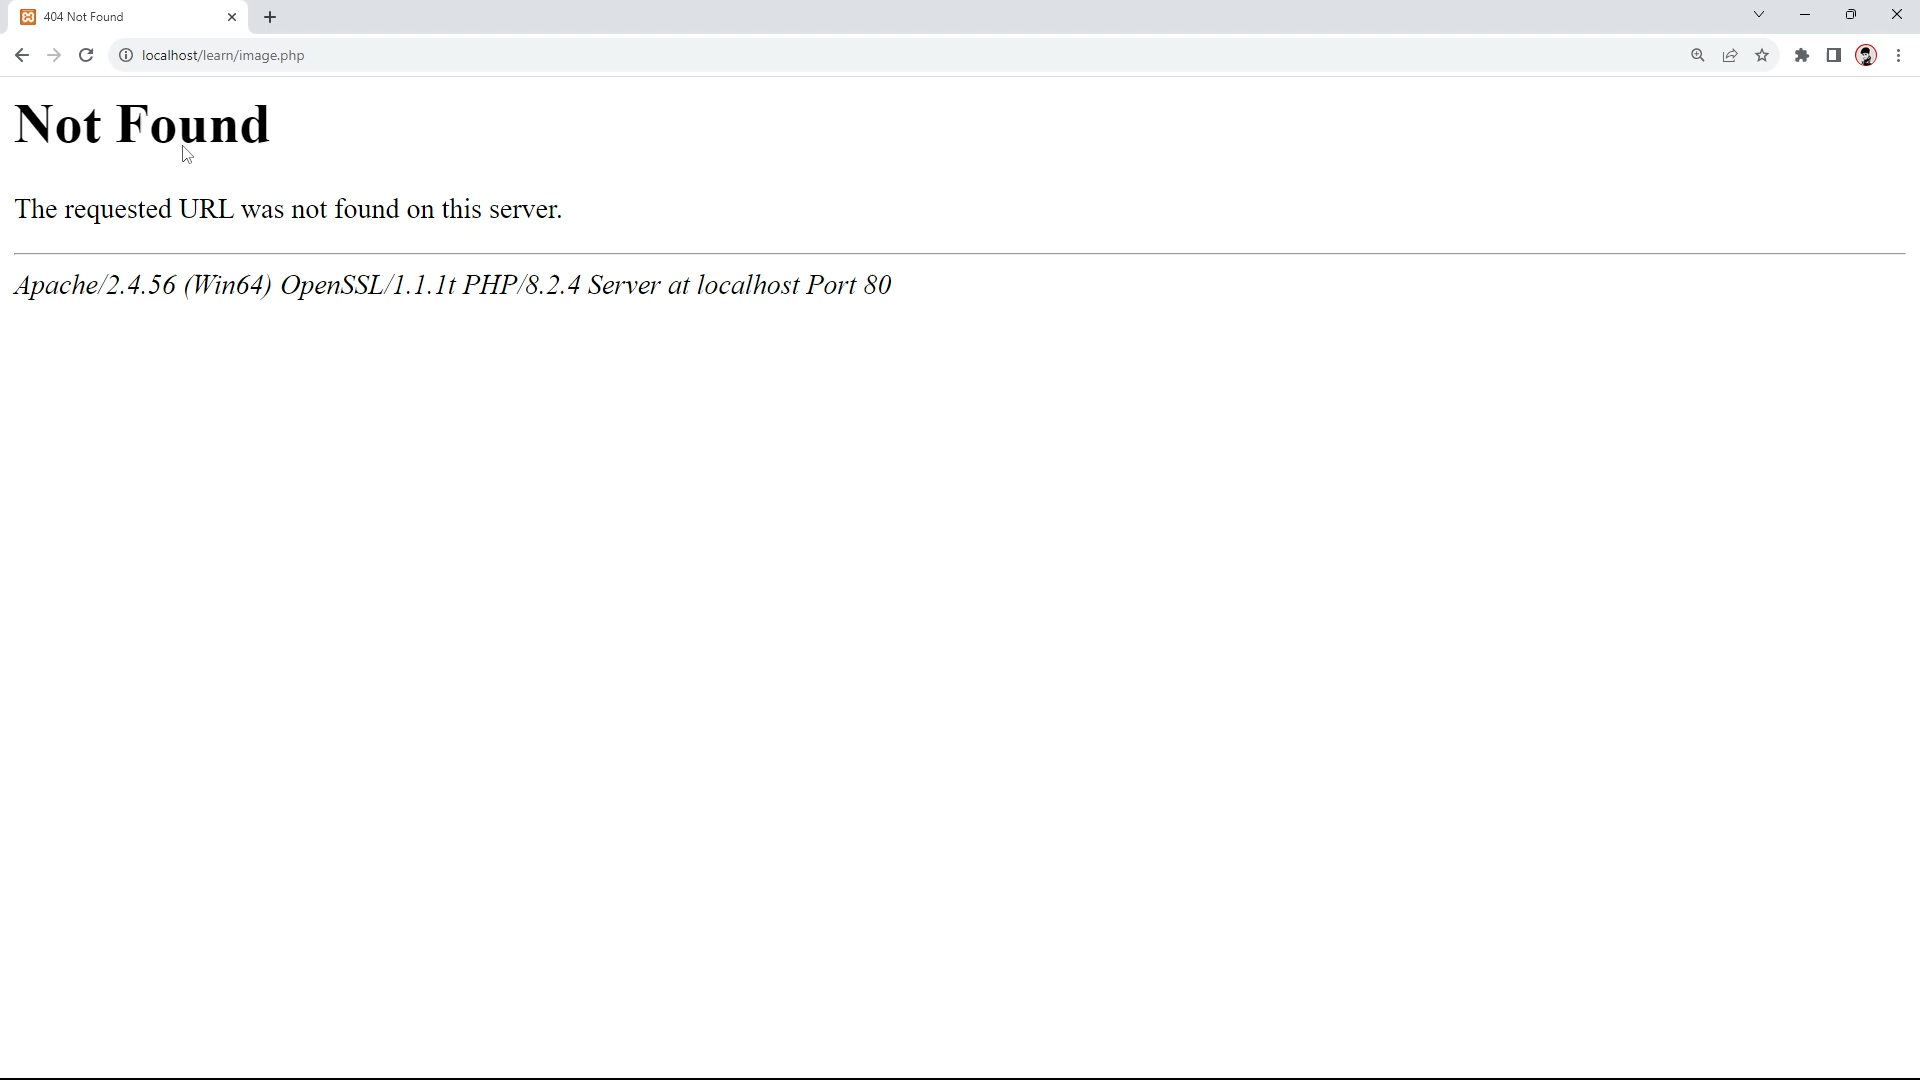 404 Not Found
localhost/learn/image.php
Not Found
The requested URL was not found on this server.
Apache/2.4.56 (Win64) OpenSSL/1.1.1t PHP/8.2.4 Server at localhost Port 80